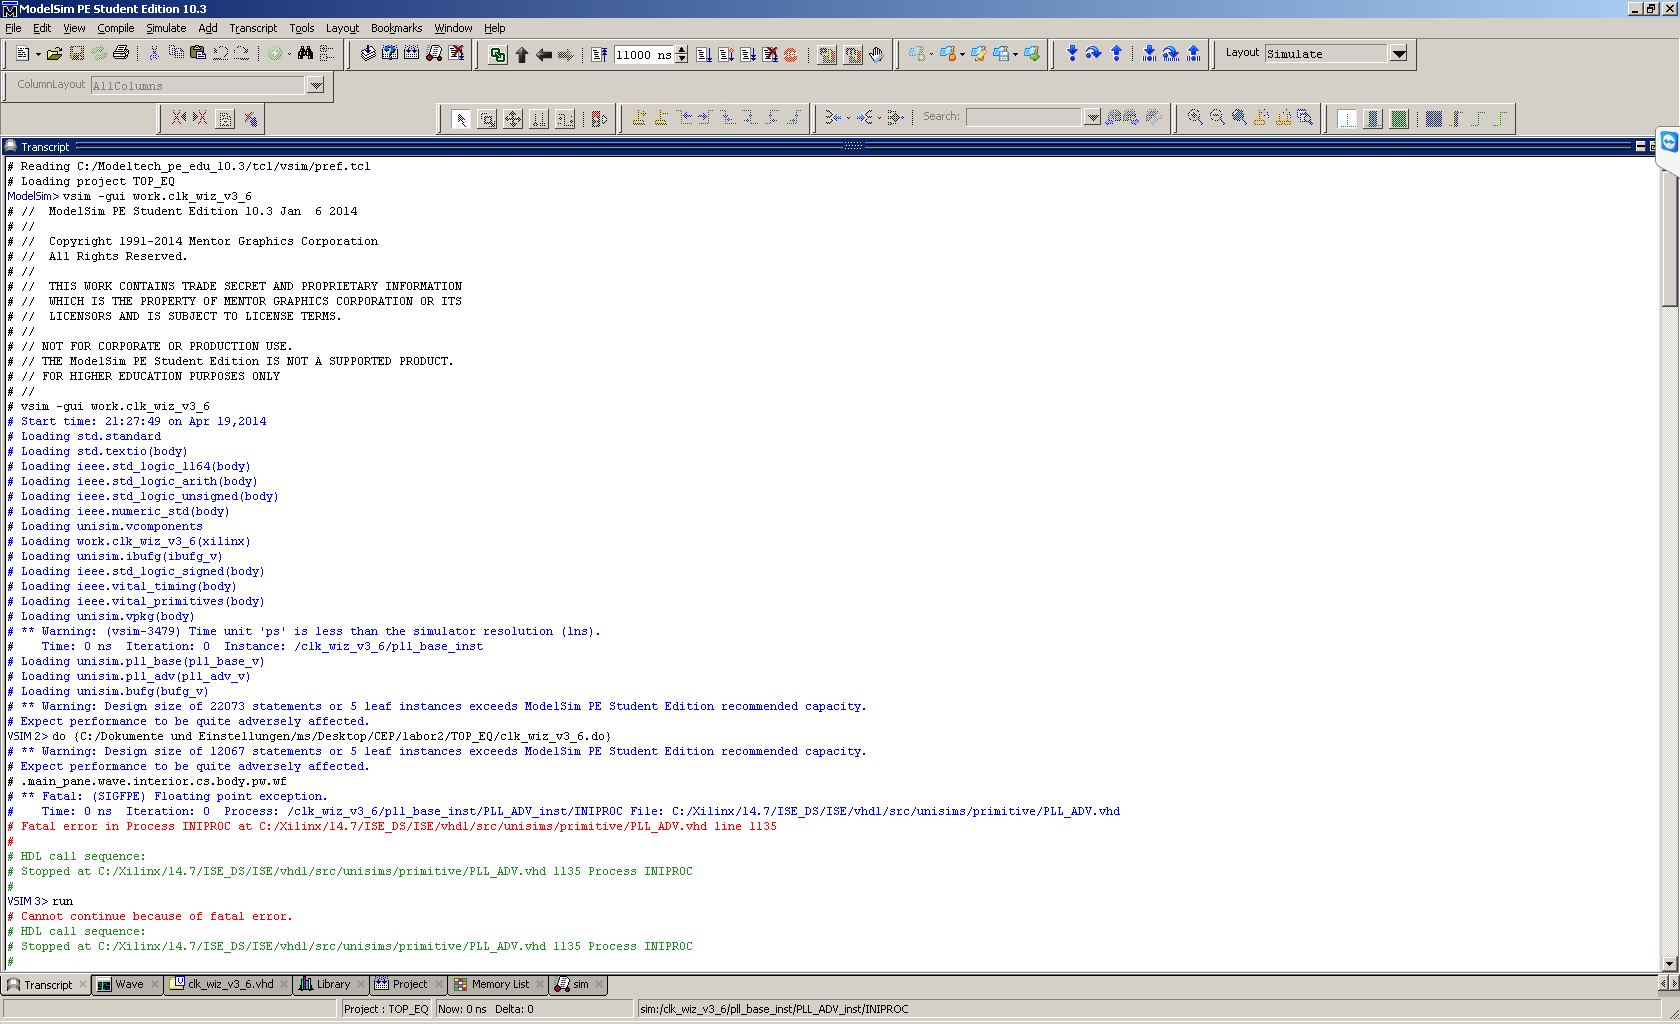 ModelSim PE Student Edition 10.3
File Edit View Compile Simulate Add Transcript Tools Layout Bookmarks Window Help
11000 ns
Layout Simulate
ColumnLayout AllColumns
Search:
Transcript
# Reading C:/Modeltech_pe_edu_10.3/tcl/vsim/pref.tcl
# Loading project TOP_EQ
ModelSim> vsim -gui work.clk_wiz_v3_6
# //  ModelSim PE Student Edition 10.3 Jan  6 2014
# //
# //  Copyright 1991-2014 Mentor Graphics Corporation
# //  All Rights Reserved.
# //
# //  THIS WORK CONTAINS TRADE SECRET AND PROPRIETARY INFORMATION
# //  WHICH IS THE PROPERTY OF MENTOR GRAPHICS CORPORATION OR ITS
# //  LICENSORS AND IS SUBJECT TO LICENSE TERMS.
# //
# // NOT FOR CORPORATE OR PRODUCTION USE.
# // THE ModelSim PE Student Edition IS NOT A SUPPORTED PRODUCT.
# // FOR HIGHER EDUCATION PURPOSES ONLY
# //
# vsim -gui work.clk_wiz_v3_6
# Start time: 21:27:49 on Apr 19,2014
# Loading std.standard
# Loading std.textio(body)
# Loading ieee.std_logic_1164(body)
# Loading ieee.std_logic_arith(body)
# Loading ieee.std_logic_unsigned(body)
# Loading ieee.numeric_std(body)
# Loading unisim.vcomponents
# Loading work.clk_wiz_v3_6(xilinx)
# Loading unisim.ibufg(ibufg_v)
# Loading ieee.std_logic_signed(body)
# Loading ieee.vital_timing(body)
# Loading ieee.vital_primitives(body)
# Loading unisim.vpkg(body)
# ** Warning: (vsim-3479) Time unit 'ps' is less than the simulator resolution (1ns).
#    Time: 0 ns  Iteration: 0  Instance: /clk_wiz_v3_6/pll_base_inst
# Loading unisim.pll_base(pll_base_v)
# Loading unisim.pll_adv(pll_adv_v)
# Loading unisim.bufg(bufg_v)
# ** Warning: Design size of 22073 statements or 5 leaf instances exceeds ModelSim PE Student Edition recommended capacity.
# Expect performance to be quite adversely affected.
VSIM 2> do {C:/Dokumente und Einstellungen/ms/Desktop/CEP/labor2/TOP_EQ/clk_wiz_v3_6.do}
# ** Warning: Design size of 12067 statements or 5 leaf instances exceeds ModelSim PE Student Edition recommended capacity.
# Expect performance to be quite adversely affected.
# .main_pane.wave.interior.cs.body.pw.wf
# ** Fatal: (SIGFPE) Floating point exception.
#    Time: 0 ns  Iteration: 0  Process: /clk_wiz_v3_6/pll_base_inst/PLL_ADV_inst/INIPROC File: C:/Xilinx/14.7/ISE_DS/ISE/vhdl/src/unisims/primitive/PLL_ADV.vhd
# Fatal error in Process INIPROC at C:/Xilinx/14.7/ISE_DS/ISE/vhdl/src/unisims/primitive/PLL_ADV.vhd line 1135
#
# HDL call sequence:
# Stopped at C:/Xilinx/14.7/ISE_DS/ISE/vhdl/src/unisims/primitive/PLL_ADV.vhd 1135 Process INIPROC
#
VSIM 3> run
# Cannot continue because of fatal error.
# HDL call sequence:
# Stopped at C:/Xilinx/14.7/ISE_DS/ISE/vhdl/src/unisims/primitive/PLL_ADV.vhd 1135 Process INIPROC
#
Transcript Wave clk_wiz_v3_6.vhd Library Project Memory List sim
Project : TOP_EQ Now: 0 ns  Delta: 0 sim:/clk_wiz_v3_6/pll_base_inst/PLL_ADV_inst/INIPROC